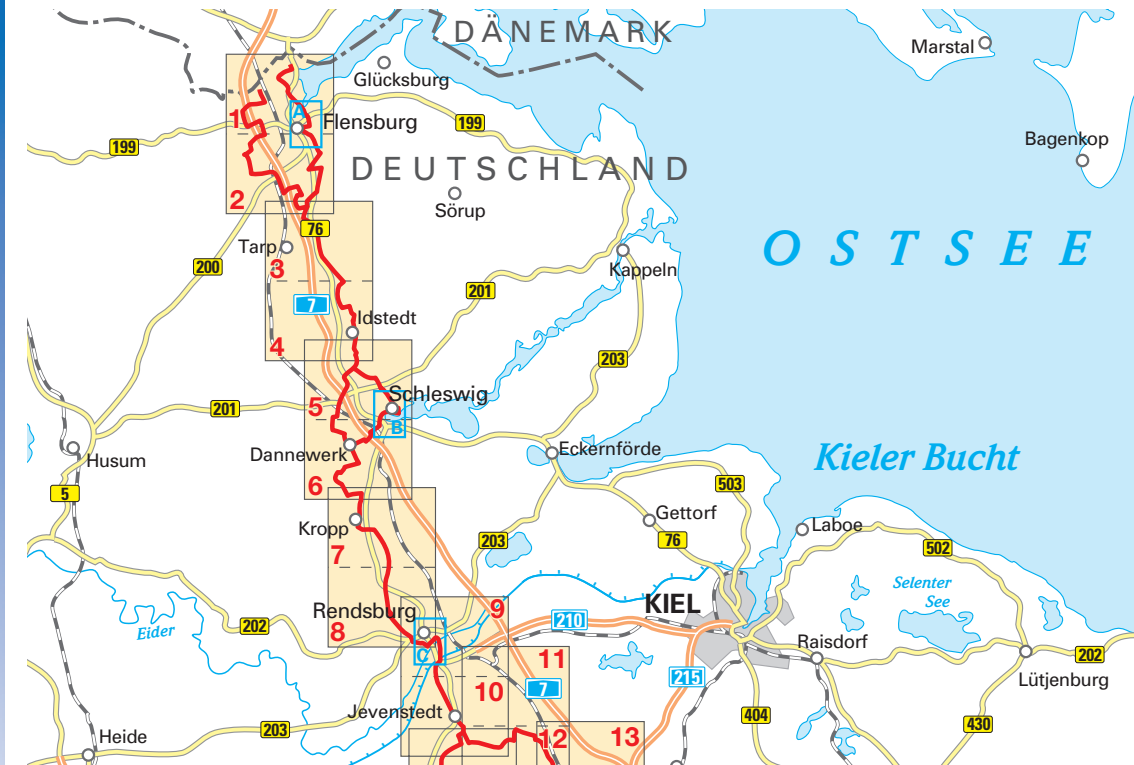 DÄNEMARK
Marstal
Glücksburg
A
1
Flensburg
199
199
Bagenkop
DEUTSCHLAND
2
Sörup
76
Tarp
OSTSEE
200
3
Kappeln
201
7
Idstedt
4
203
Schleswig
5
201
B
Dannewerk
Eckernförde
Husum
Kieler Bucht
6
503
5
Kropp
Gettorf
Laboe
203
76
502
7
Selenter
See
9
KIEL
Rendsburg
210
Eider
202
8
Raisdorf
C
11
202
215
10
7
Lütjenburg
Jevenstedt
404
430
203
Heide
12
13